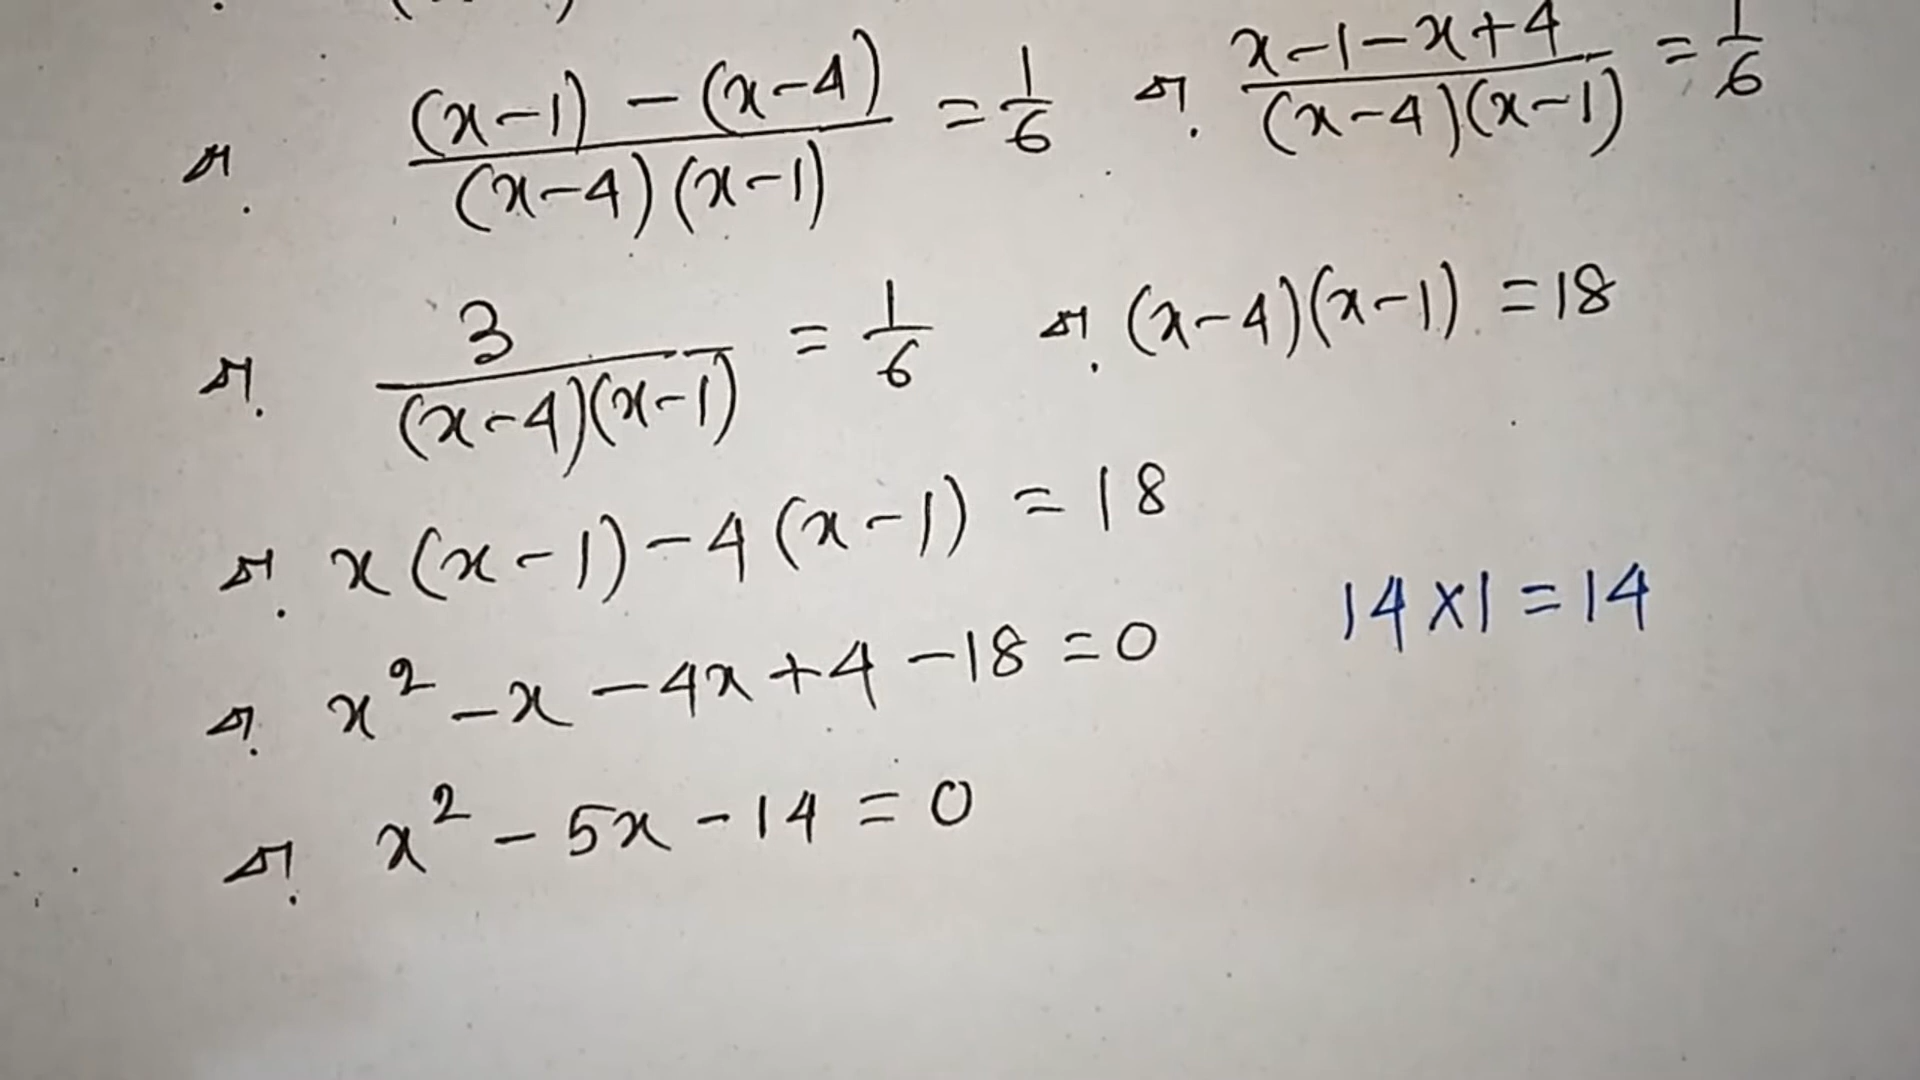 বা. ((x-1) - (x-4))/((x-4)(x-1)) = 1/6 বা. (x-1-x+4)/((x-4)(x-1)) = 1/6
বা. 3/((x-4)(x-1)) = 1/6 বা. (x-4)(x-1) = 18
বা. x(x-1)-4(x-1) = 18
14×1=14
বা. x²-x-4x+4-18=0
বা. x²-5x-14=0